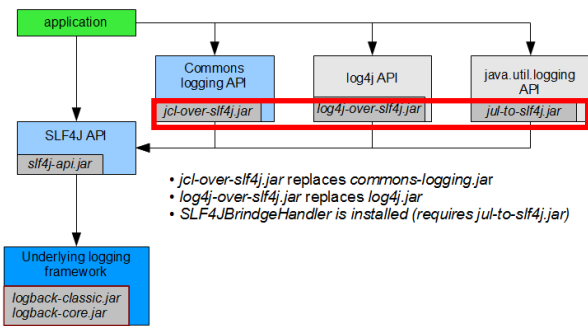 application
Commons
logging API
jcl-over-slf4j.jar
log4j API
log4j-over-slf4j.jar
java.util.logging
API
jul-to-slf4j.jar
SLF4J API
slf4j-api.jar
• jcl-over-slf4j.jar replaces commons-logging.jar
• log4j-over-slf4j.jar replaces log4j.jar
• SLF4JBrindgeHandler is installed (requires jul-to-slf4j.jar)
Underlying logging
framework
logback-classic.jar
logback-core.jar